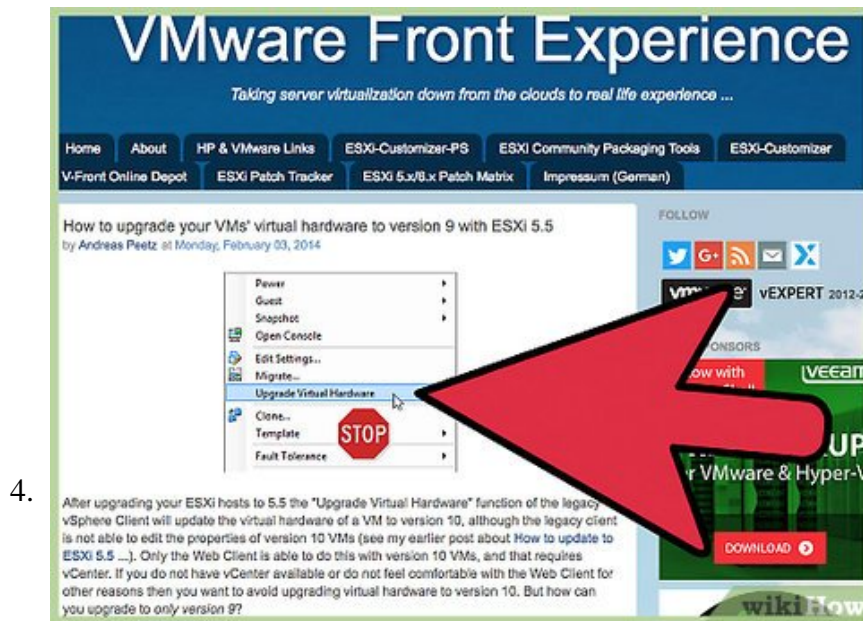 4.
VMware Front Experience
Taking server virtualization down from the clouds to real life experience ...
Home About HP & VMware Links ESXi-Customizer-PS ESXi Community Packaging Tools ESXi-Customizer
V-Front Online Depot ESXi Patch Tracker ESXi 5.x/6.x Patch Matrix Impressum (German)
How to upgrade your VMs' virtual hardware to version 9 with ESXi 5.5
by Andreas Peetz at Monday, February 03, 2014
Power
Guest
Snapshot
Open Console
Edit Settings...
Migrate...
Upgrade Virtual Hardware
Clone...
Template
STOP
Fault Tolerance
After upgrading your ESXi hosts to 5.5 the "Upgrade Virtual Hardware" function of the legacy
vSphere Client will update the virtual hardware of a VM to version 10, although the legacy client
is not able to edit the properties of version 10 VMs (see my earlier post about How to update to
ESXi 5.5 ...). Only the Web Client is able to do this with version 10 VMs, and that requires
vCenter. If you do not have vCenter available or do not feel comfortable with the Web Client for
other reasons then you want to avoid upgrading virtual hardware to version 10. But how can
you upgrade to only version 9?
FOLLOW
G+
vEXPERT 2012-2
ONSORS
ow with
veeam
UP
r VMware & Hyper-V
DOWNLOAD
wikiHow